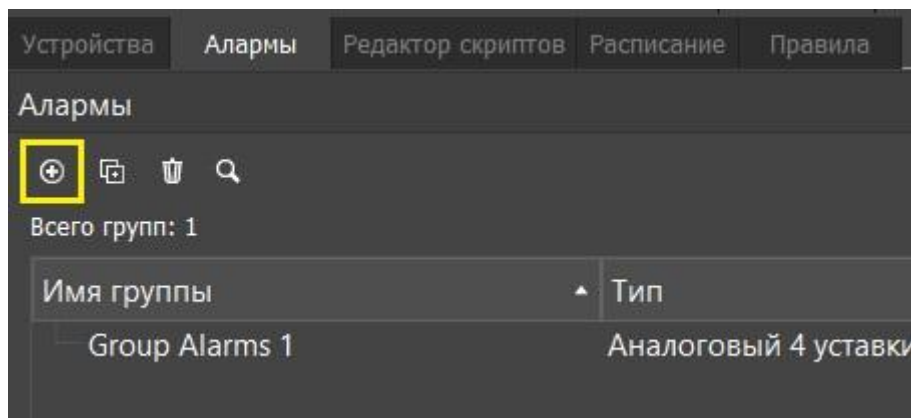 Устройства Алармы Редактор скриптов Расписание Правила
Алармы
Всего групп: 1
Имя группы Тип
Group Alarms 1 Аналоговый 4 уставки